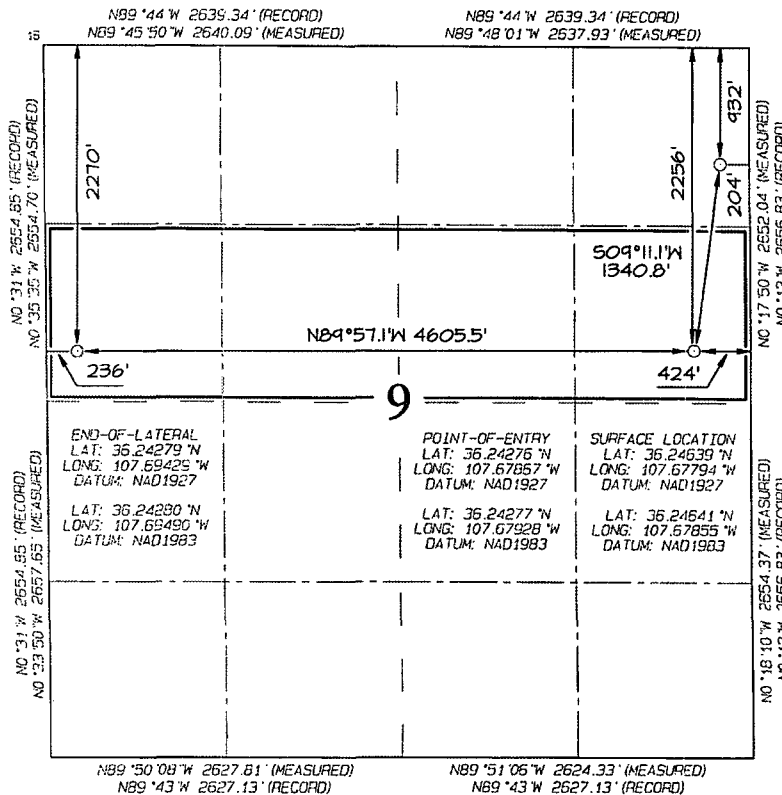 N89°44'W 2639.34' (RECORD)
N89°45'50"W 2640.09' (MEASURED)
N89°44'W 2639.34' (RECORD)
N89°48'01"W 2637.93' (MEASURED)
15
N0°31'W 2654.85' (RECORD)
N0°35'35"W 2654.70' (MEASURED)
2270'
2256'
932'
204'
N0°17'50"W 2652.04' (MEASURED)
S09°11.1'W
1340.8'
N89°57.1'W 4605.5'
236'
424'
9
END-OF-LATERAL
LAT: 36.24279°N
LONG: 107.69429°W
DATUM: NAD1927
LAT: 36.24280°N
LONG: 107.69490°W
DATUM: NAD1983
POINT-OF-ENTRY
LAT: 36.24276°N
LONG: 107.67867°W
DATUM: NAD1927
LAT: 36.24277°N
LONG: 107.67928°W
DATUM: NAD1983
SURFACE LOCATION
LAT: 36.24639°N
LONG: 107.67794°W
DATUM: NAD1927
LAT: 36.24641°N
LONG: 107.67855°W
DATUM: NAD1983
N0°31'W 2654.85' (RECORD)
N0°33'50"W 2657.65' (MEASURED)
N0°18'10"W 2654.37' (MEASURED)
N89°50'08"W 2627.81' (MEASURED)
N89°43'W 2627.13' (RECORD)
N89°51'06"W 2624.33' (MEASURED)
N89°43'W 2627.13' (RECORD)